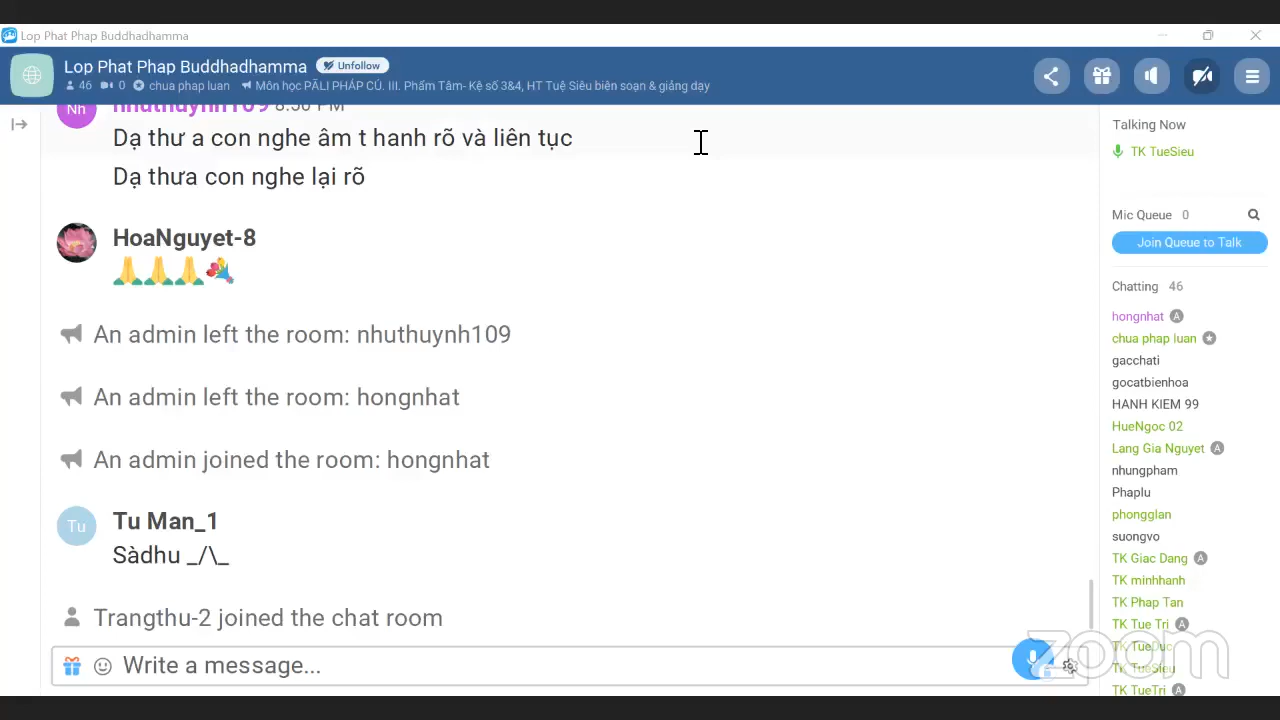 Lop Phat Phap Buddhadhamma
Lop Phat Phap Buddhadhamma Unfollow
46 0 chua phap luan Môn học PÃLI PHÁP CÚ. III. Phẩm Tâm- Kệ số 3&4, HT Tuệ Siêu biên soạn & giảng dạy
Nh nhuthuynh109 8:50 PM
Dạ thư a con nghe âm t hanh rõ và liên tục
Dạ thưa con nghe lại rõ
HoaNguyet-8
🙏🙏🙏💐
An admin left the room: nhuthuynh109
An admin left the room: hongnhat
An admin joined the room: hongnhat
Tu Tu Man_1
Sàdhu _/\_
Trangthu-2 joined the chat room
Write a message...
Talking Now
TK TueSieu
Mic Queue 0
Join Queue to Talk
Chatting 46
hongnhat A
chua phap luan
gacchati
gocatbienhoa
HANH KIEM 99
HueNgoc 02
Lang Gia Nguyet A
nhungpham
Phaplu
phongglan
suongvo
TK Giac Dang A
TK minhhanh
TK Phap Tan
TK Tue Tri A
TK TueDuc
TK TueSieu
TK TueTri A
zoom